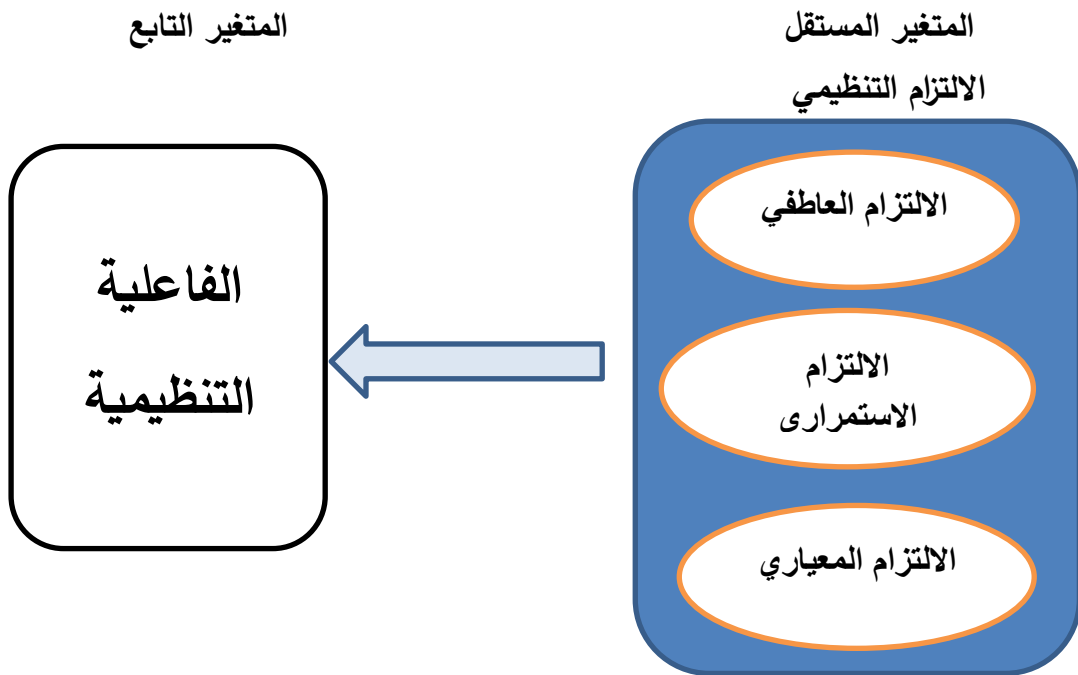 المتغير المستقل
المتغير التابع
الالتزام التنظيمي
الالتزام العاطفي
الالتزام
الاستمرارى
الالتزام المعياري
الفاعلية
التنظيمية